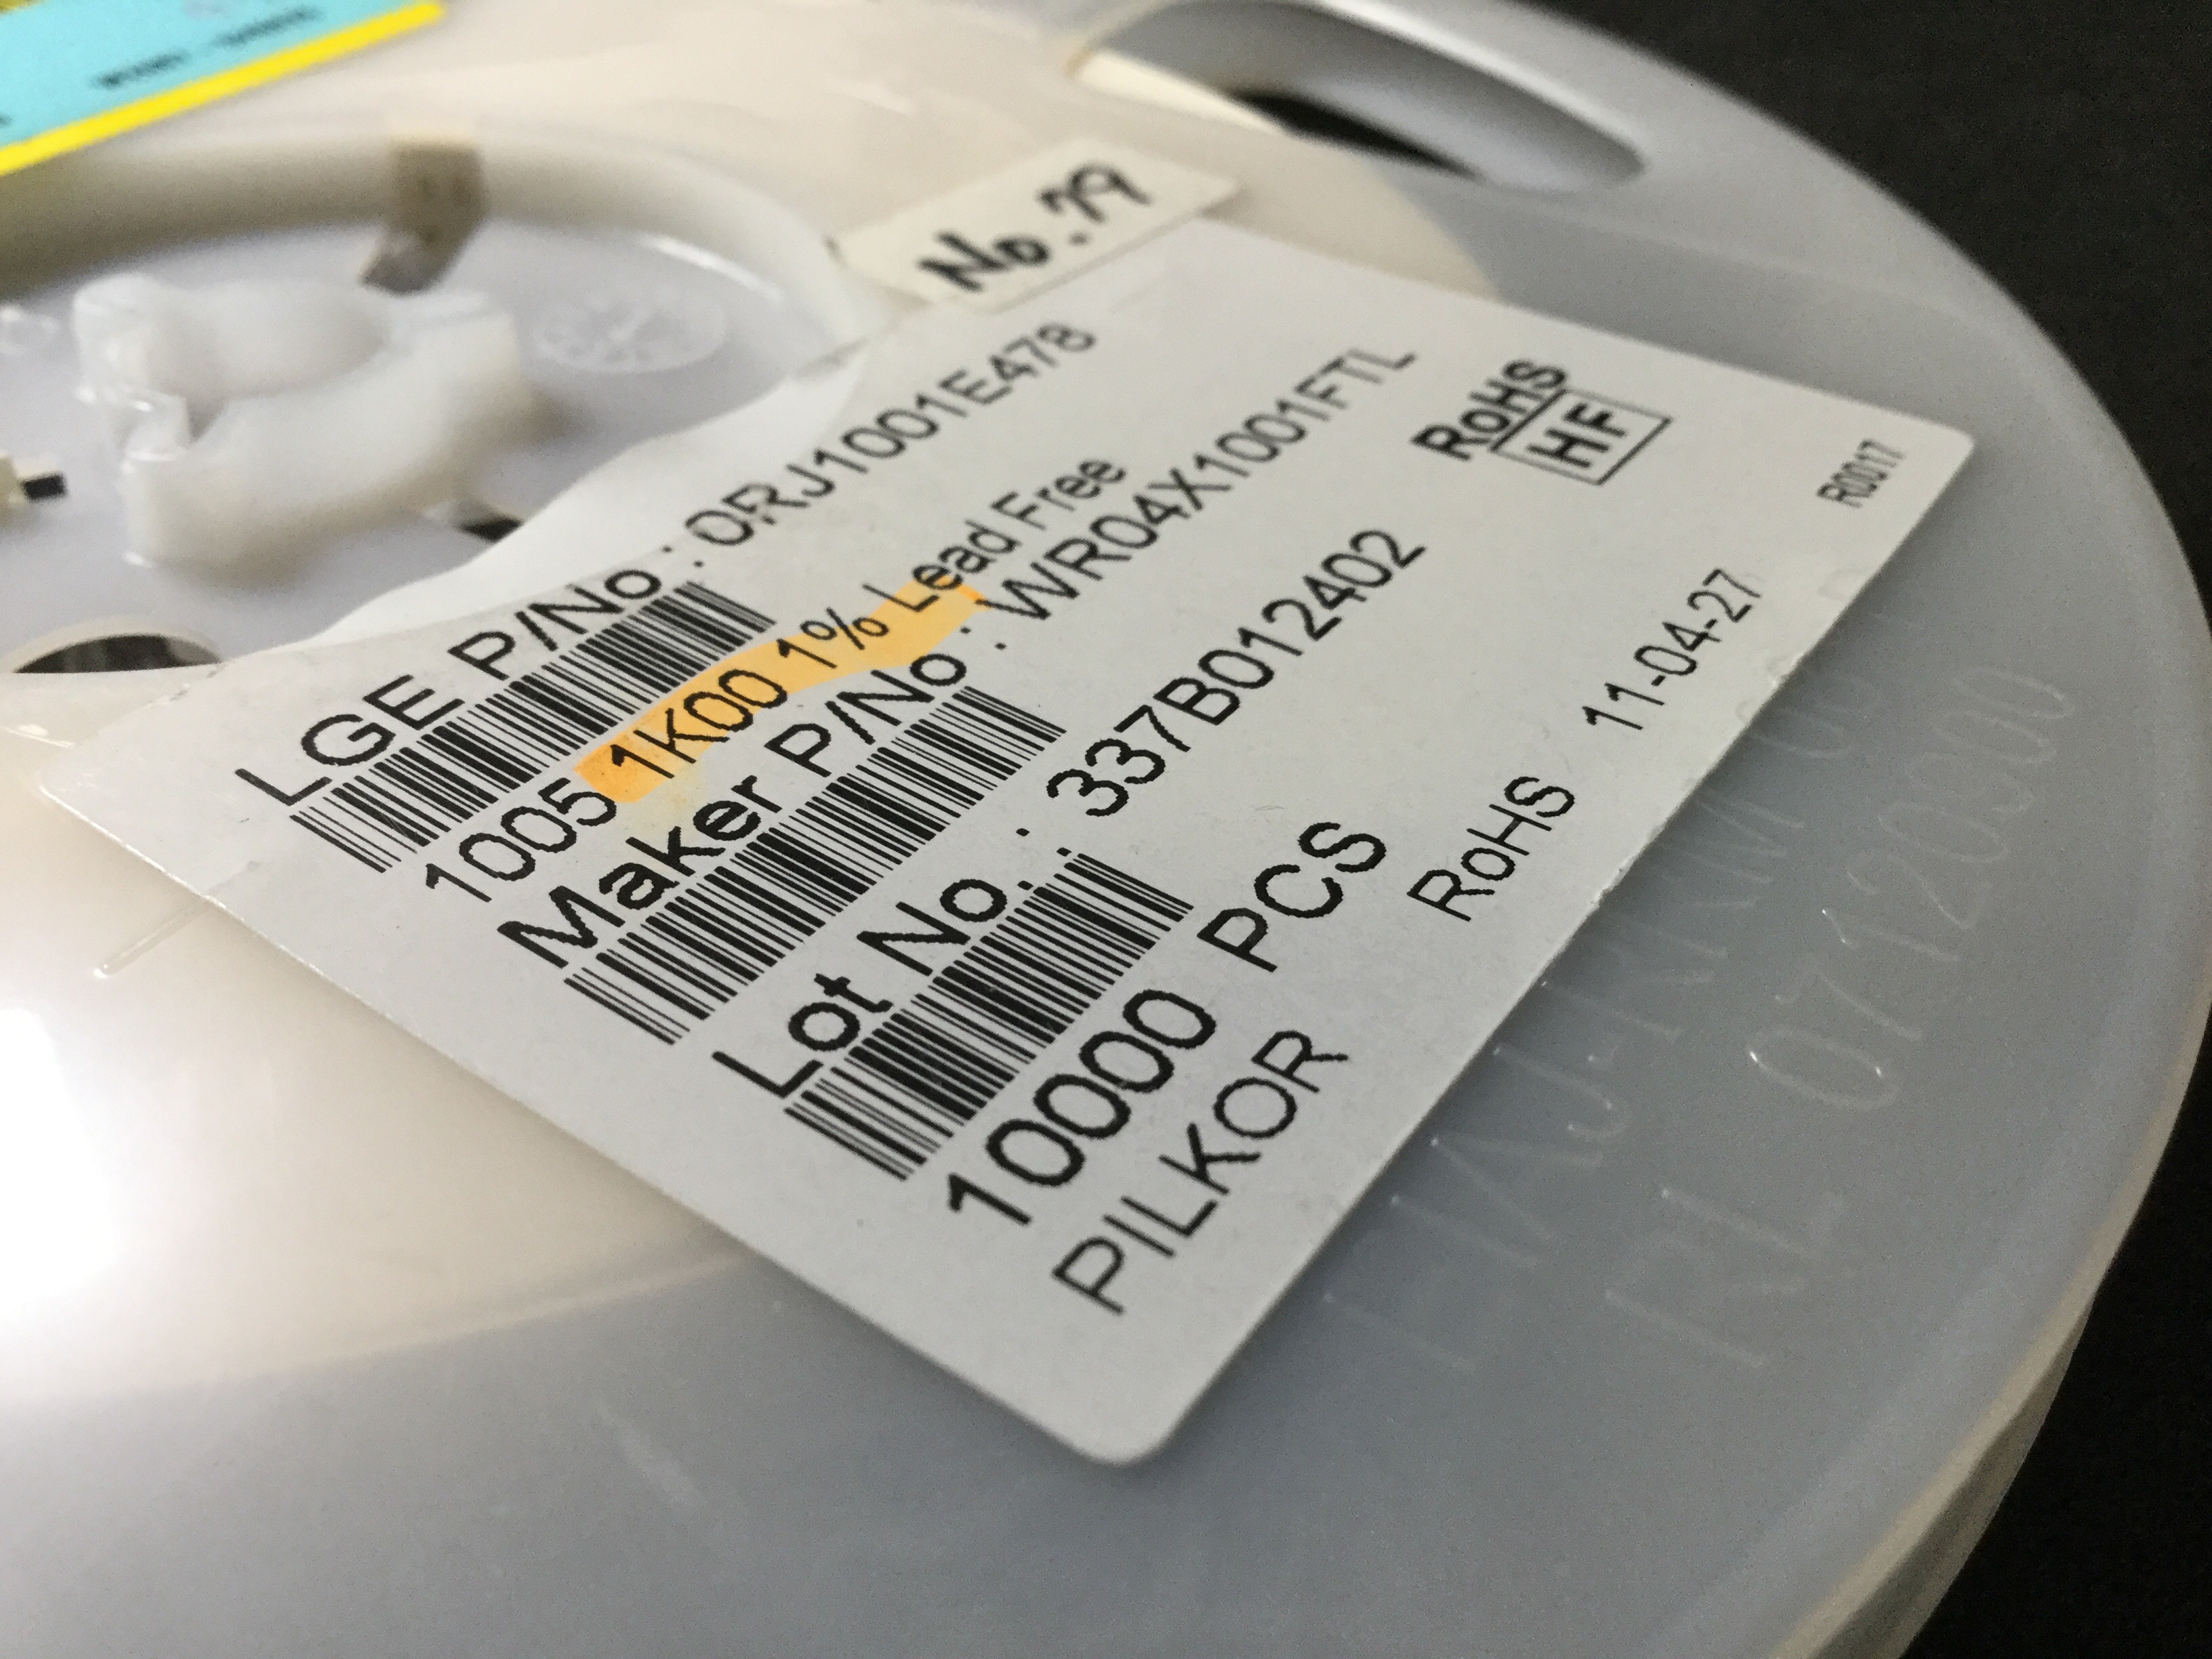 No. 79
LGE P/No : 0RJ1001E478
1005 1K00 1% Lead Free
Maker P/No : WR04X1001FTL
RoHS
HF
Lot No. : 337B012402
10000 PCS
RoHS 11-04-27
R0017
PILKOR